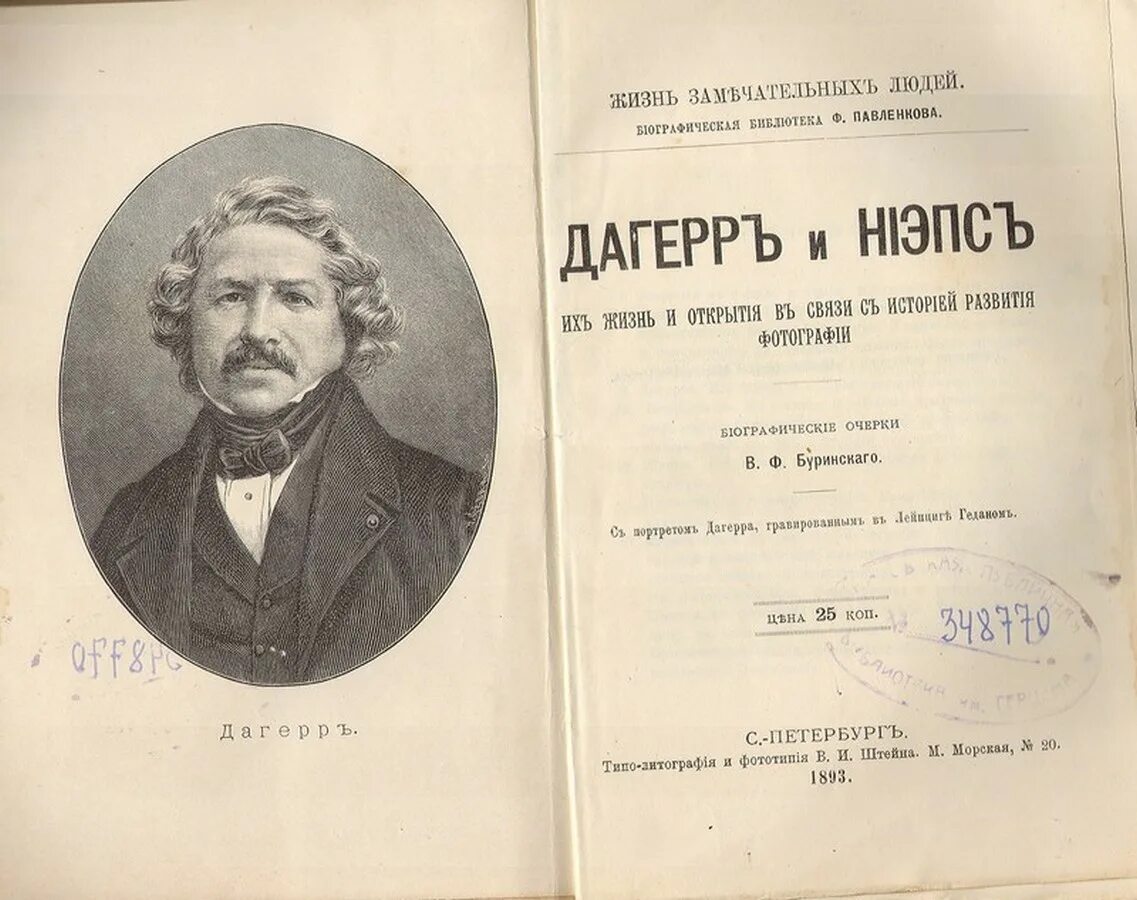 Дагерръ.
ЖИЗНЬ ЗАМѢЧАТЕЛЬНЫХЪ ЛЮДЕЙ.
БІОГРАФИЧЕСКАЯ БИБЛІОТЕКА Ф. ПАВЛЕНКОВА.
ДАГЕРРЪ и НІЭПСЪ
ИХЪ ЖИЗНЬ И ОТКРЫТІЯ ВЪ СВЯЗИ СЪ ИСТОРІЕЙ РАЗВИТІЯ
ФОТОГРАФІИ
БІОГРАФИЧЕСКІЕ ОЧЕРКИ
В. Ф. Буринскаго.
Съ портретомъ Дагерра, гравированнымъ въ Лейпцигѣ Геданомъ.
ЦѢНА 25 КОП.
348770
С.-ПЕТЕРБУРГЪ.
Типо-литографія и фототипія В. И. Штейна. М. Морская, № 20.
1893.